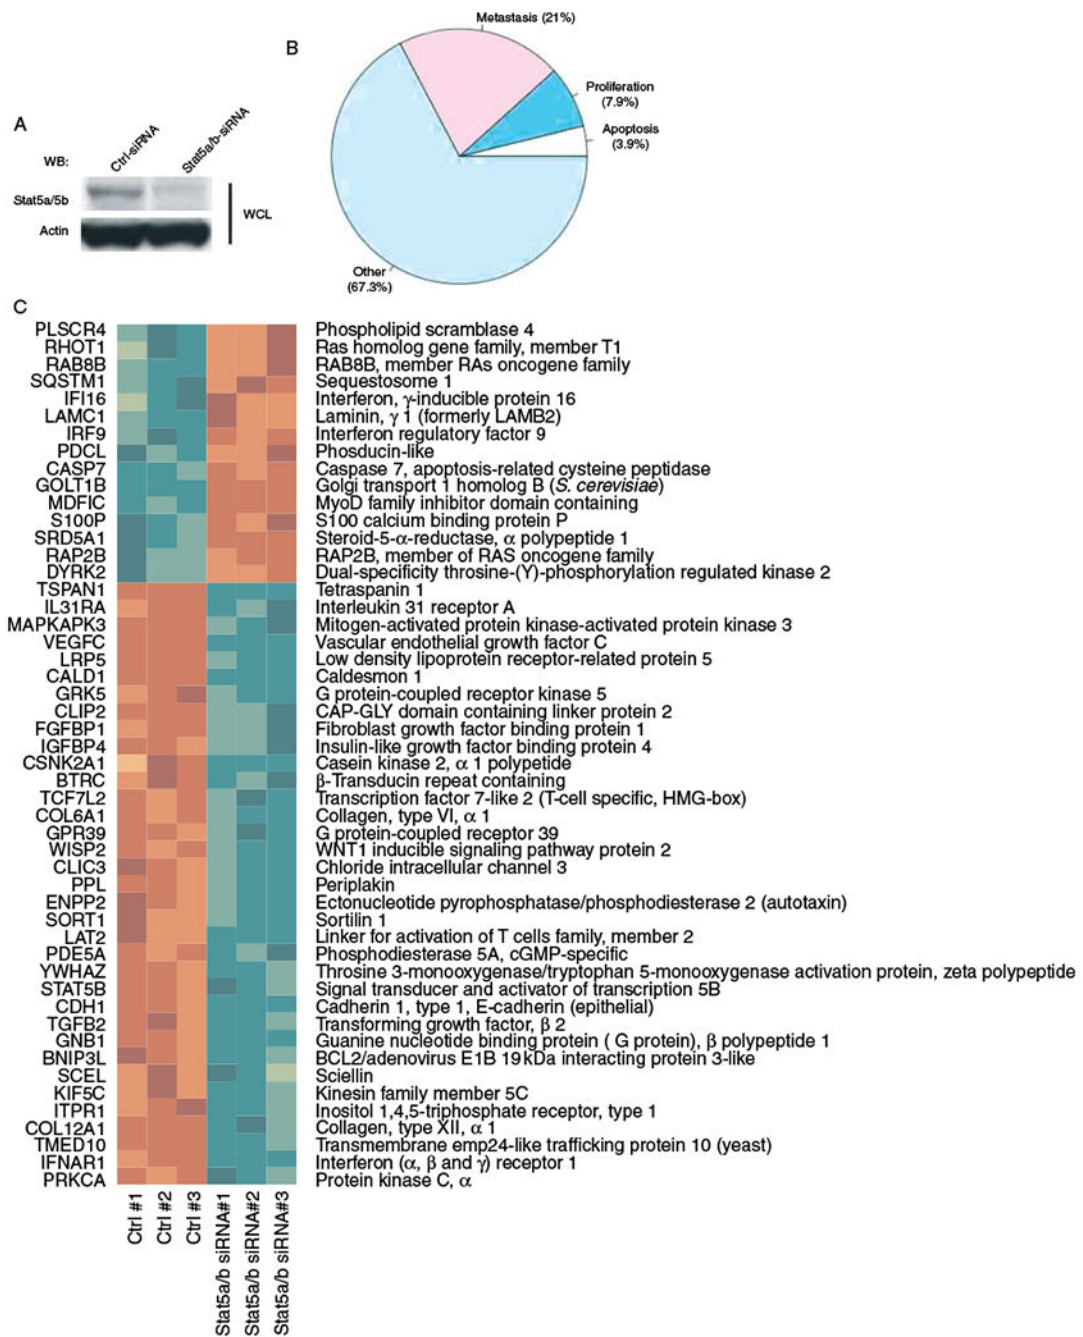 A
WB:
Ctrl-siRNA
Stat5a/b-siRNA
Stat5a/5b
Actin
WCL
B
Metastasis (21%)
Proliferation
(7.9%)
Apoptosis
(3.9%)
Other
(67.3%)
C
PLSCR4 Phospholipid scramblase 4
RHOT1 Ras homolog gene family, member T1
RAB8B RAB8B, member RAs oncogene family
SQSTM1 Sequestosome 1
IFI16 Interferon, γ-inducible protein 16
LAMC1 Laminin, γ 1 (formerly LAMB2)
IRF9 Interferon regulatory factor 9
PDCL Phosducin-like
CASP7 Caspase 7, apoptosis-related cysteine peptidase
GOLT1B Golgi transport 1 homolog B (S. cerevisiae)
MDFIC MyoD family inhibitor domain containing
S100P S100 calcium binding protein P
SRD5A1 Steroid-5-α-reductase, α polypeptide 1
RAP2B RAP2B, member of RAS oncogene family
DYRK2 Dual-specificity throsine-(Y)-phosphorylation regulated kinase 2
TSPAN1 Tetraspanin 1
IL31RA Interleukin 31 receptor A
MAPKAPK3 Mitogen-activated protein kinase-activated protein kinase 3
VEGFC Vascular endothelial growth factor C
LRP5 Low density lipoprotein receptor-related protein 5
CALD1 Caldesmon 1
GRK5 G protein-coupled receptor kinase 5
CLIP2 CAP-GLY domain containing linker protein 2
FGFBP1 Fibroblast growth factor binding protein 1
IGFBP4 Insulin-like growth factor binding protein 4
CSNK2A1 Casein kinase 2, α 1 polypetide
BTRC β-Transducin repeat containing
TCF7L2 Transcription factor 7-like 2 (T-cell specific, HMG-box)
COL6A1 Collagen, type VI, α 1
GPR39 G protein-coupled receptor 39
WISP2 WNT1 inducible signaling pathway protein 2
CLIC3 Chloride intracellular channel 3
PPL Periplakin
ENPP2 Ectonucleotide pyrophosphatase/phosphodiesterase 2 (autotaxin)
SORT1 Sortilin 1
LAT2 Linker for activation of T cells family, member 2
PDE5A Phosphodiesterase 5A, cGMP-specific
YWHAZ Throsine 3-monooxygenase/tryptophan 5-monooxygenase activation protein, zeta polypeptide
STAT5B Signal transducer and activator of transcription 5B
CDH1 Cadherin 1, type 1, E-cadherin (epithelial)
TGFB2 Transforming growth factor, β 2
GNB1 Guanine nucleotide binding protein ( G protein), β polypeptide 1
BNIP3L BCL2/adenovirus E1B 19 kDa interacting protein 3-like
SCEL Sciellin
KIF5C Kinesin family member 5C
ITPR1 Inositol 1,4,5-triphosphate receptor, type 1
COL12A1 Collagen, type XII, α 1
TMED10 Transmembrane emp24-like trafficking protein 10 (yeast)
IFNAR1 Interferon (α, β and γ) receptor 1
PRKCA Protein kinase C, α
Ctrl #1
Ctrl #2
Ctrl #3
Stat5a/b siRNA#1
Stat5a/b siRNA#2
Stat5a/b siRNA#3